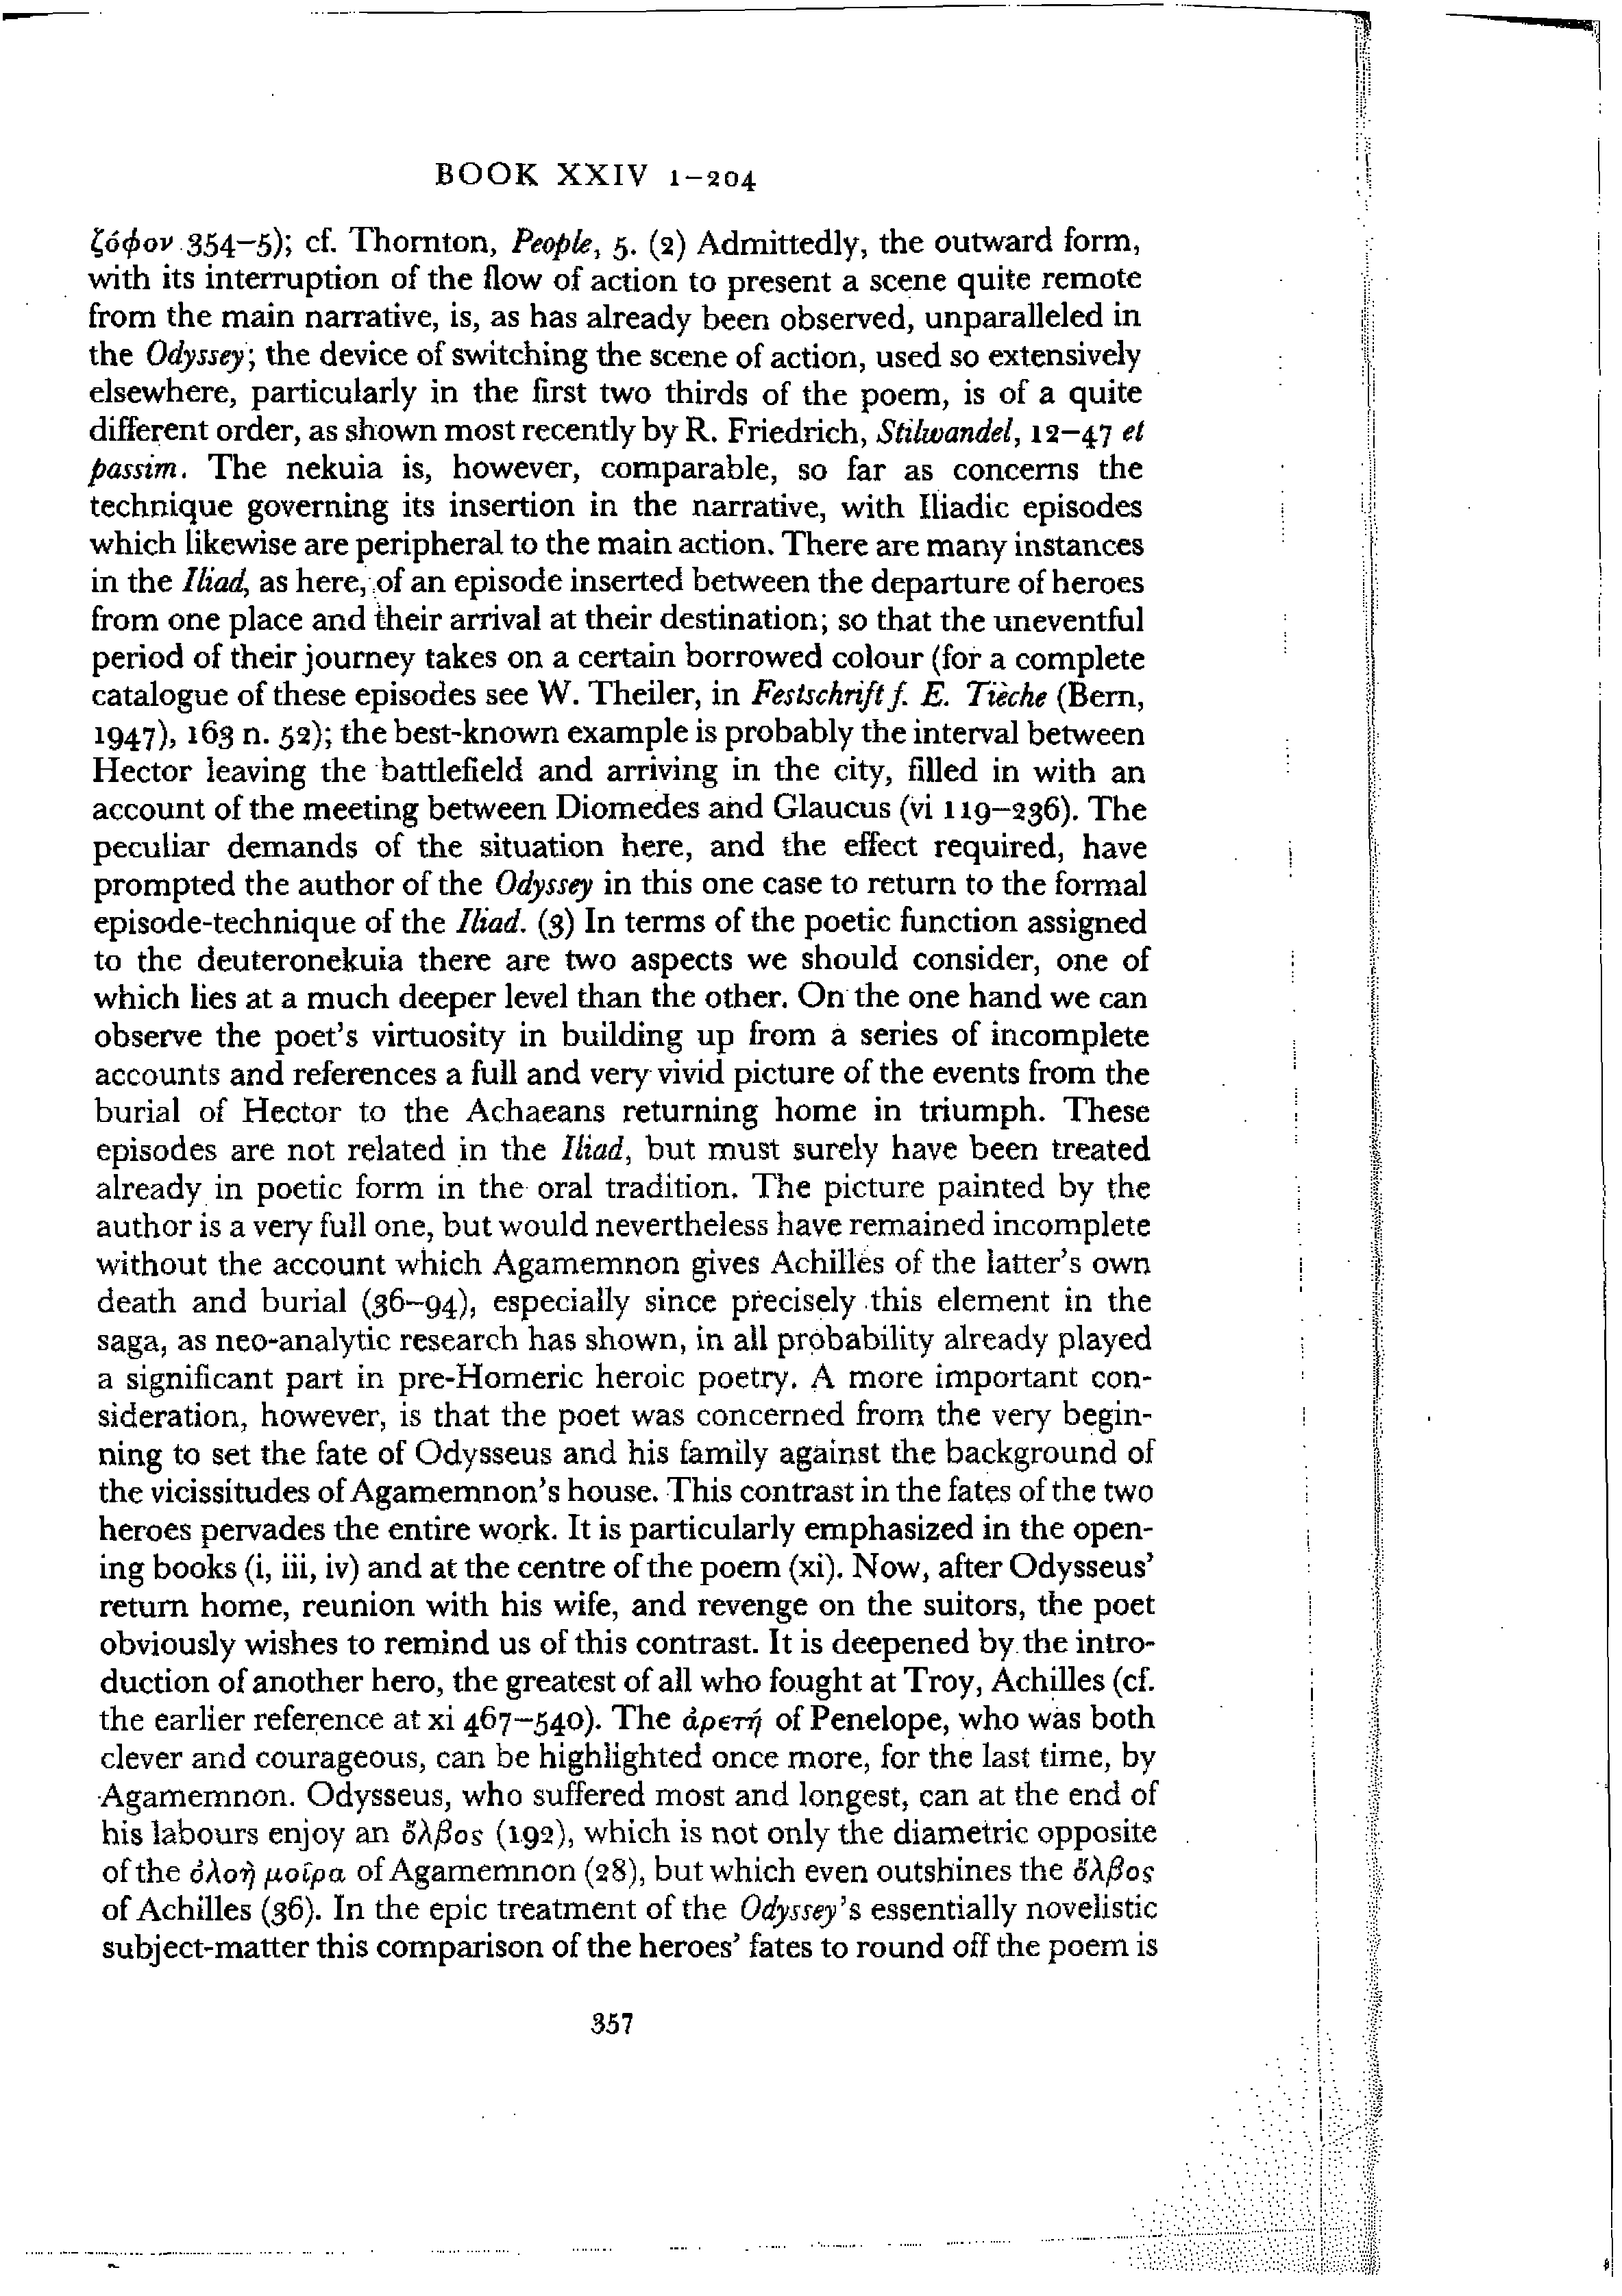 BOOK XXIV 1–204
ζόφον 354–5); cf. Thornton, People, 5. (2) Admittedly, the outward form,
with its interruption of the flow of action to present a scene quite remote
from the main narrative, is, as has already been observed, unparalleled in
the Odyssey; the device of switching the scene of action, used so extensively
elsewhere, particularly in the first two thirds of the poem, is of a quite
different order, as shown most recently by R. Friedrich, Stilwandel, 12–47 et
passim. The nekuia is, however, comparable, so far as concerns the
technique governing its insertion in the narrative, with Iliadic episodes
which likewise are peripheral to the main action. There are many instances
in the Iliad, as here, of an episode inserted between the departure of heroes
from one place and their arrival at their destination; so that the uneventful
period of their journey takes on a certain borrowed colour (for a complete
catalogue of these episodes see W. Theiler, in Festschrift f. E. Tièche (Bern,
1947), 163 n. 52); the best-known example is probably the interval between
Hector leaving the battlefield and arriving in the city, filled in with an
account of the meeting between Diomedes and Glaucus (vi 119–236). The
peculiar demands of the situation here, and the effect required, have
prompted the author of the Odyssey in this one case to return to the formal
episode-technique of the Iliad. (3) In terms of the poetic function assigned
to the deuteronekuia there are two aspects we should consider, one of
which lies at a much deeper level than the other. On the one hand we can
observe the poet's virtuosity in building up from a series of incomplete
accounts and references a full and very vivid picture of the events from the
burial of Hector to the Achaeans returning home in triumph. These
episodes are not related in the Iliad, but must surely have been treated
already in poetic form in the oral tradition. The picture painted by the
author is a very full one, but would nevertheless have remained incomplete
without the account which Agamemnon gives Achilles of the latter's own
death and burial (36–94), especially since precisely this element in the
saga, as neo-analytic research has shown, in all probability already played
a significant part in pre-Homeric heroic poetry. A more important con-
sideration, however, is that the poet was concerned from the very begin-
ning to set the fate of Odysseus and his family against the background of
the vicissitudes of Agamemnon's house. This contrast in the fates of the two
heroes pervades the entire work. It is particularly emphasized in the open-
ing books (i, iii, iv) and at the centre of the poem (xi). Now, after Odysseus'
return home, reunion with his wife, and revenge on the suitors, the poet
obviously wishes to remind us of this contrast. It is deepened by the intro-
duction of another hero, the greatest of all who fought at Troy, Achilles (cf.
the earlier reference at xi 467–540). The ἀρετή of Penelope, who was both
clever and courageous, can be highlighted once more, for the last time, by
Agamemnon. Odysseus, who suffered most and longest, can at the end of
his labours enjoy an ὄλβος (192), which is not only the diametric opposite
of the ὀλοὴ μοῖρα of Agamemnon (28), but which even outshines the ὄλβος
of Achilles (36). In the epic treatment of the Odyssey's essentially novelistic
subject-matter this comparison of the heroes' fates to round off the poem is
357